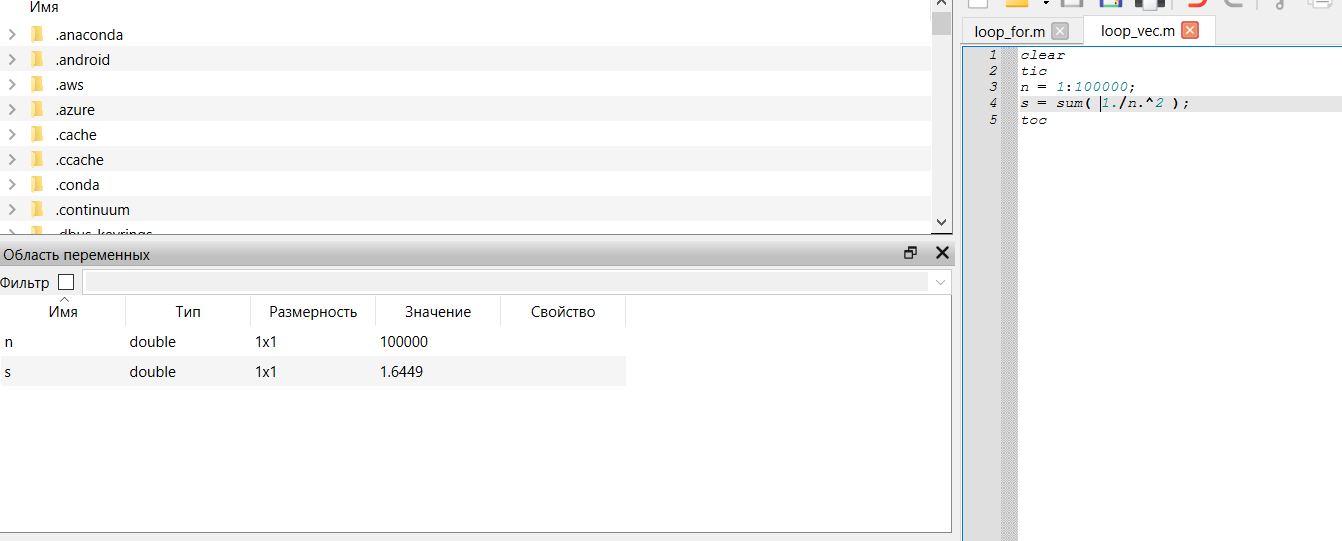 Имя
.anaconda
.android
.aws
.azure
.cache
.ccache
.conda
.continuum
.dbus-keyrings
Область переменных
Фильтр
Имя Тип Размерность Значение Свойство
n double 1x1 100000
s double 1x1 1.6449
loop_for.m loop_vec.m
1 clear
2 tic
3 n = 1:100000;
4 s = sum( 1./n.^2 );
5 toc